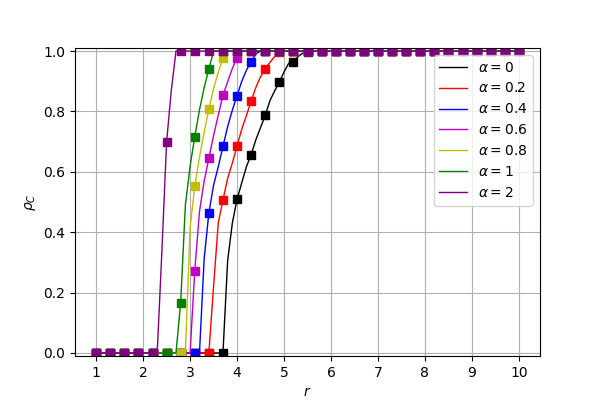 1.0
0.8
0.6
0.4
0.2
0.0
ρC
1 2 3 4 5 6 7 8 9 10
r
α = 0
α = 0.2
α = 0.4
α = 0.6
α = 0.8
α = 1
α = 2